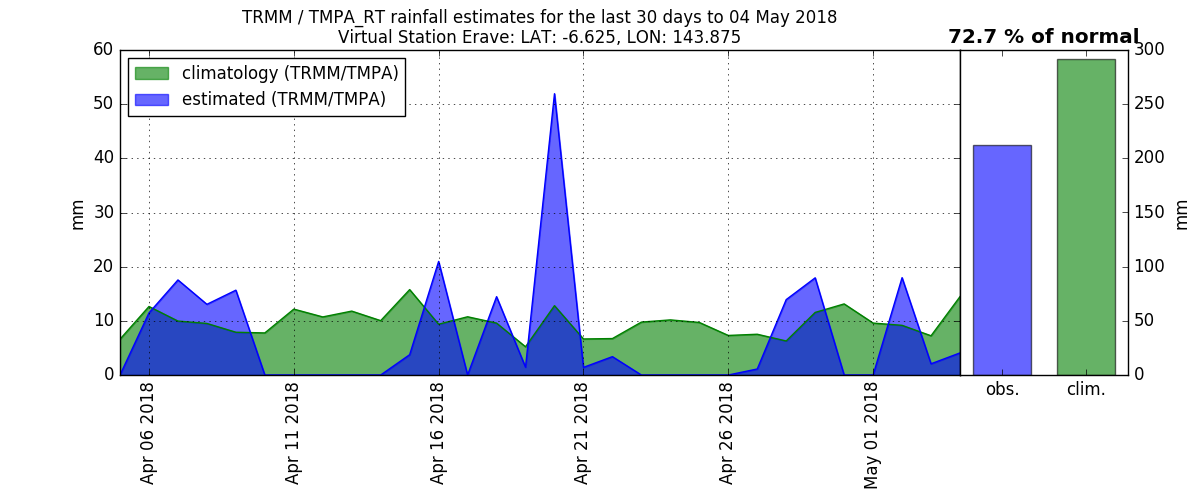 TRMM / TMPA_RT rainfall estimates for the last 30 days to 04 May 2018
Virtual Station Erave: LAT: -6.625, LON: 143.875
72.7 % of normal
climatology (TRMM/TMPA)
estimated (TRMM/TMPA)
60
50
40
30
20
10
0
mm
Apr 06 2018
Apr 11 2018
Apr 16 2018
Apr 21 2018
Apr 26 2018
May 01 2018
obs.
clim.
300
250
200
150
100
50
0
mm